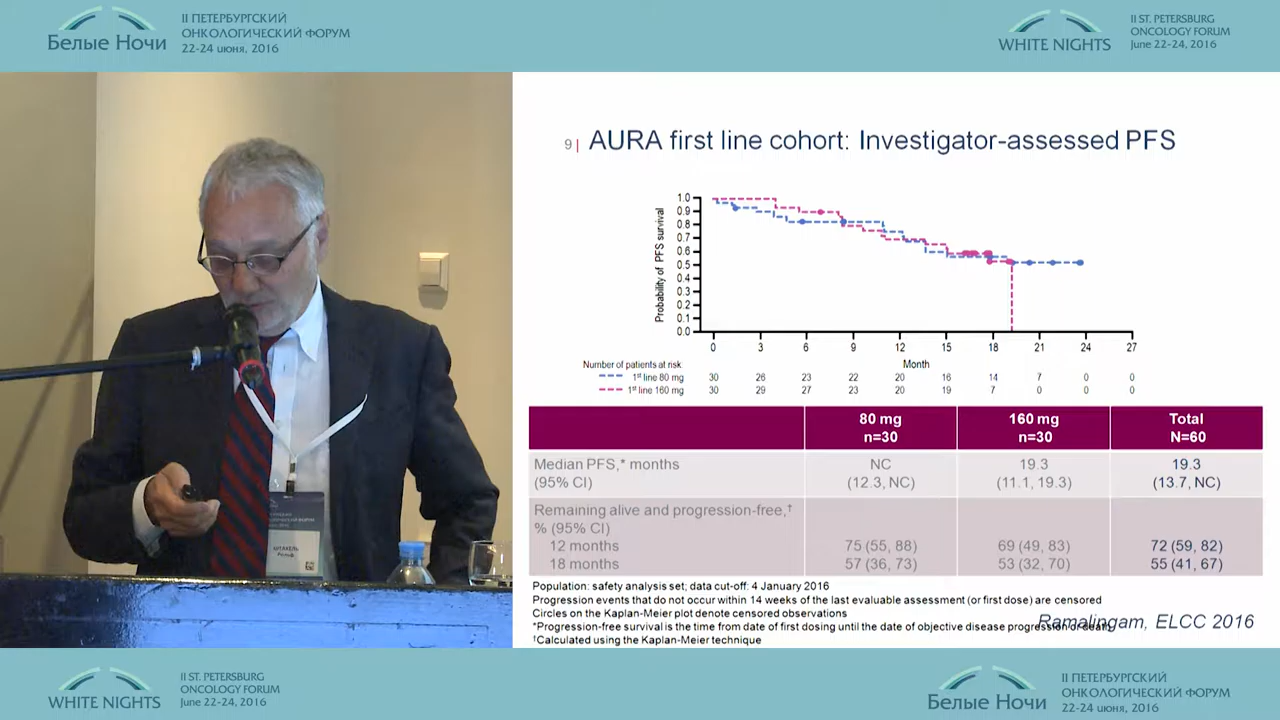 Белые Ночи
II ПЕТЕРБУРГСКИЙ
ОНКОЛОГИЧЕСКИЙ ФОРУМ
22-24 июня, 2016
WHITE NIGHTS
II ST. PETERSBURG
ONCOLOGY FORUM
June 22-24, 2016
9| AURA first line cohort: Investigator-assessed PFS
Probability of PFS survival
1.0
0.9
0.8
0.7
0.6
0.5
0.4
0.3
0.2
0.1
0.0
0 3 6 9 12 15 18 21 24 27
Number of patients at risk:
Month
1st line 80 mg 30 26 23 22 20 16 14 7 0 0
1st line 160 mg 30 29 27 23 20 19 7 0 0 0
80 mg n=30 160 mg n=30 Total N=60
Median PFS,* months NC 19.3 19.3
(95% CI) (12.3, NC) (11.1, 19.3) (13.7, NC)
Remaining alive and progression-free,†
% (95% CI)
12 months 75 (55, 88) 69 (49, 83) 72 (59, 82)
18 months 57 (36, 73) 53 (32, 70) 55 (41, 67)
Population: safety analysis set; data cut-off: 4 January 2016
Progression events that do not occur within 14 weeks of the last evaluable assessment (or first dose) are censored
Circles on the Kaplan-Meier plot denote censored observations
*Progression-free survival is the time from date of first dosing until the date of objective disease progression or death
†Calculated using the Kaplan-Meier technique
Ramalingam, ELCC 2016
WHITE NIGHTS
II ST. PETERSBURG
ONCOLOGY FORUM
June 22-24, 2016
Белые Ночи
II ПЕТЕРБУРГСКИЙ
ОНКОЛОГИЧЕСКИЙ ФОРУМ
22-24 июня, 2016